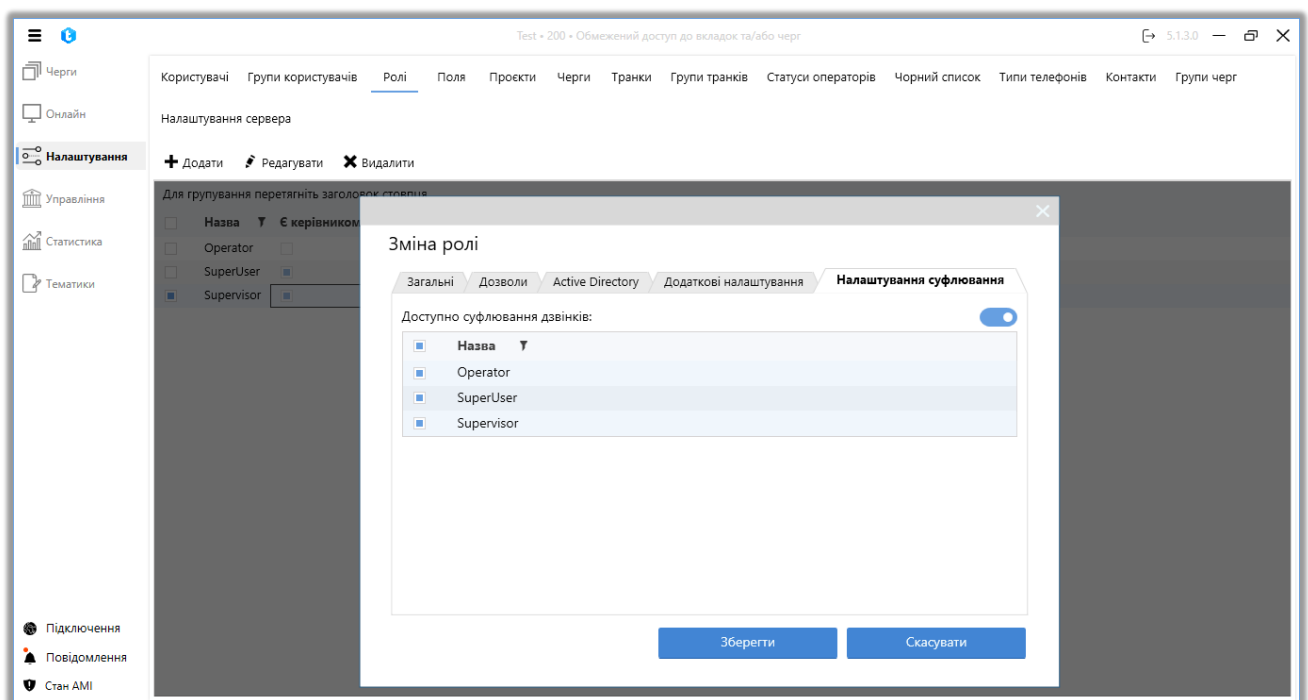 Test • 200 • Обмежений доступ до вкладок та/або черг
5.1.3.0
Черги
Онлайн
Налаштування
Управління
Статистика
Тематики
Користувачі Групи користувачів Ролі Поля Проєкти Черги Транки Групи транків Статуси операторів Чорний список Типи телефонів Контакти Групи черг
Налаштування сервера
Додати Редагувати Видалити
Для групування перетягніть заголовок стовпця
Назва Є керівником
Operator
SuperUser
Supervisor
Зміна ролі
Загальні Дозволи Active Directory Додаткові налаштування Налаштування суфлювання
Доступно суфлювання дзвінків:
Назва
Operator
SuperUser
Supervisor
Зберегти Скасувати
Підключення
Повідомлення
Стан AMI